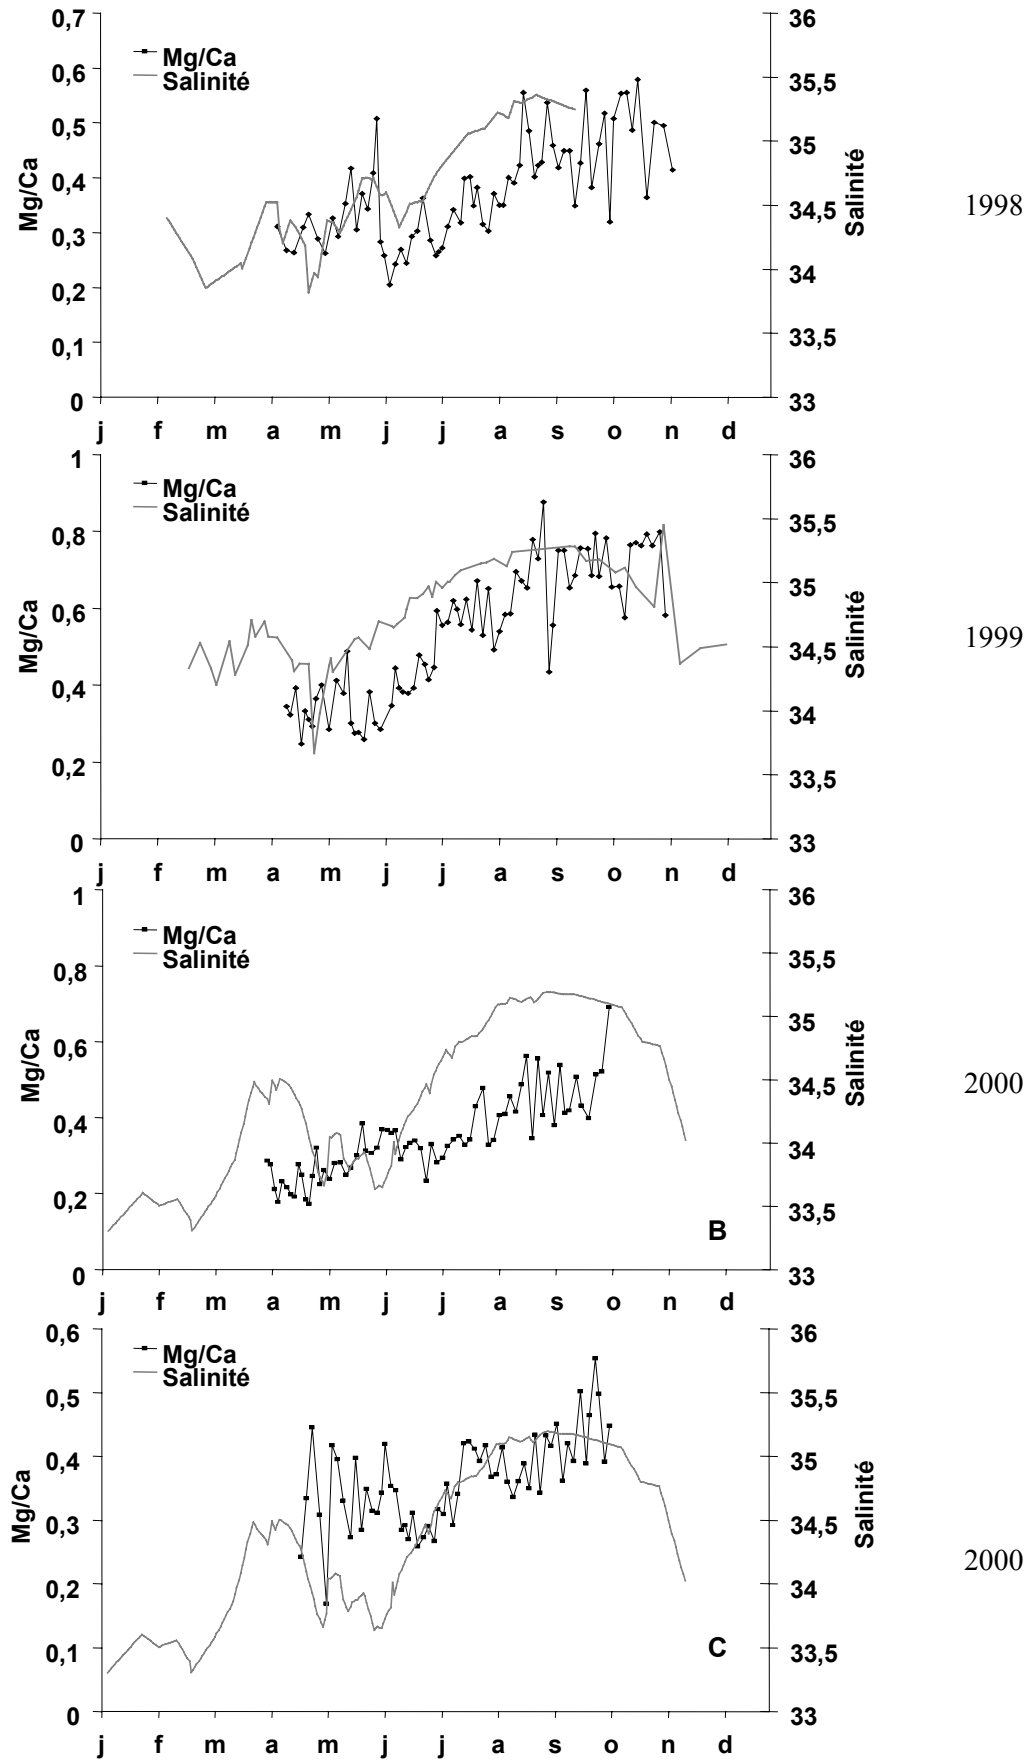 0,7
0,6
0,5
0,4
0,3
0,2
0,1
0
Mg/Ca
Mg/Ca
Salinité
36
35,5
35
34,5
34
33,5
33
Salinité
1998
j f m a m j j a s o n d
1
0,8
0,6
0,4
0,2
0
Mg/Ca
Mg/Ca
Salinité
36
35,5
35
34,5
34
33,5
33
Salinité
1999
j f m a m j j a s o n d
1
0,8
0,6
0,4
0,2
0
Mg/Ca
Mg/Ca
Salinité
36
35,5
35
34,5
34
33,5
33
Salinité
B
2000
j f m a m j j a s o n d
0,6
0,5
0,4
0,3
0,2
0,1
0
Mg/Ca
Mg/Ca
Salinité
36
35,5
35
34,5
34
33,5
33
Salinité
C
2000
j f m a m j j a s o n d